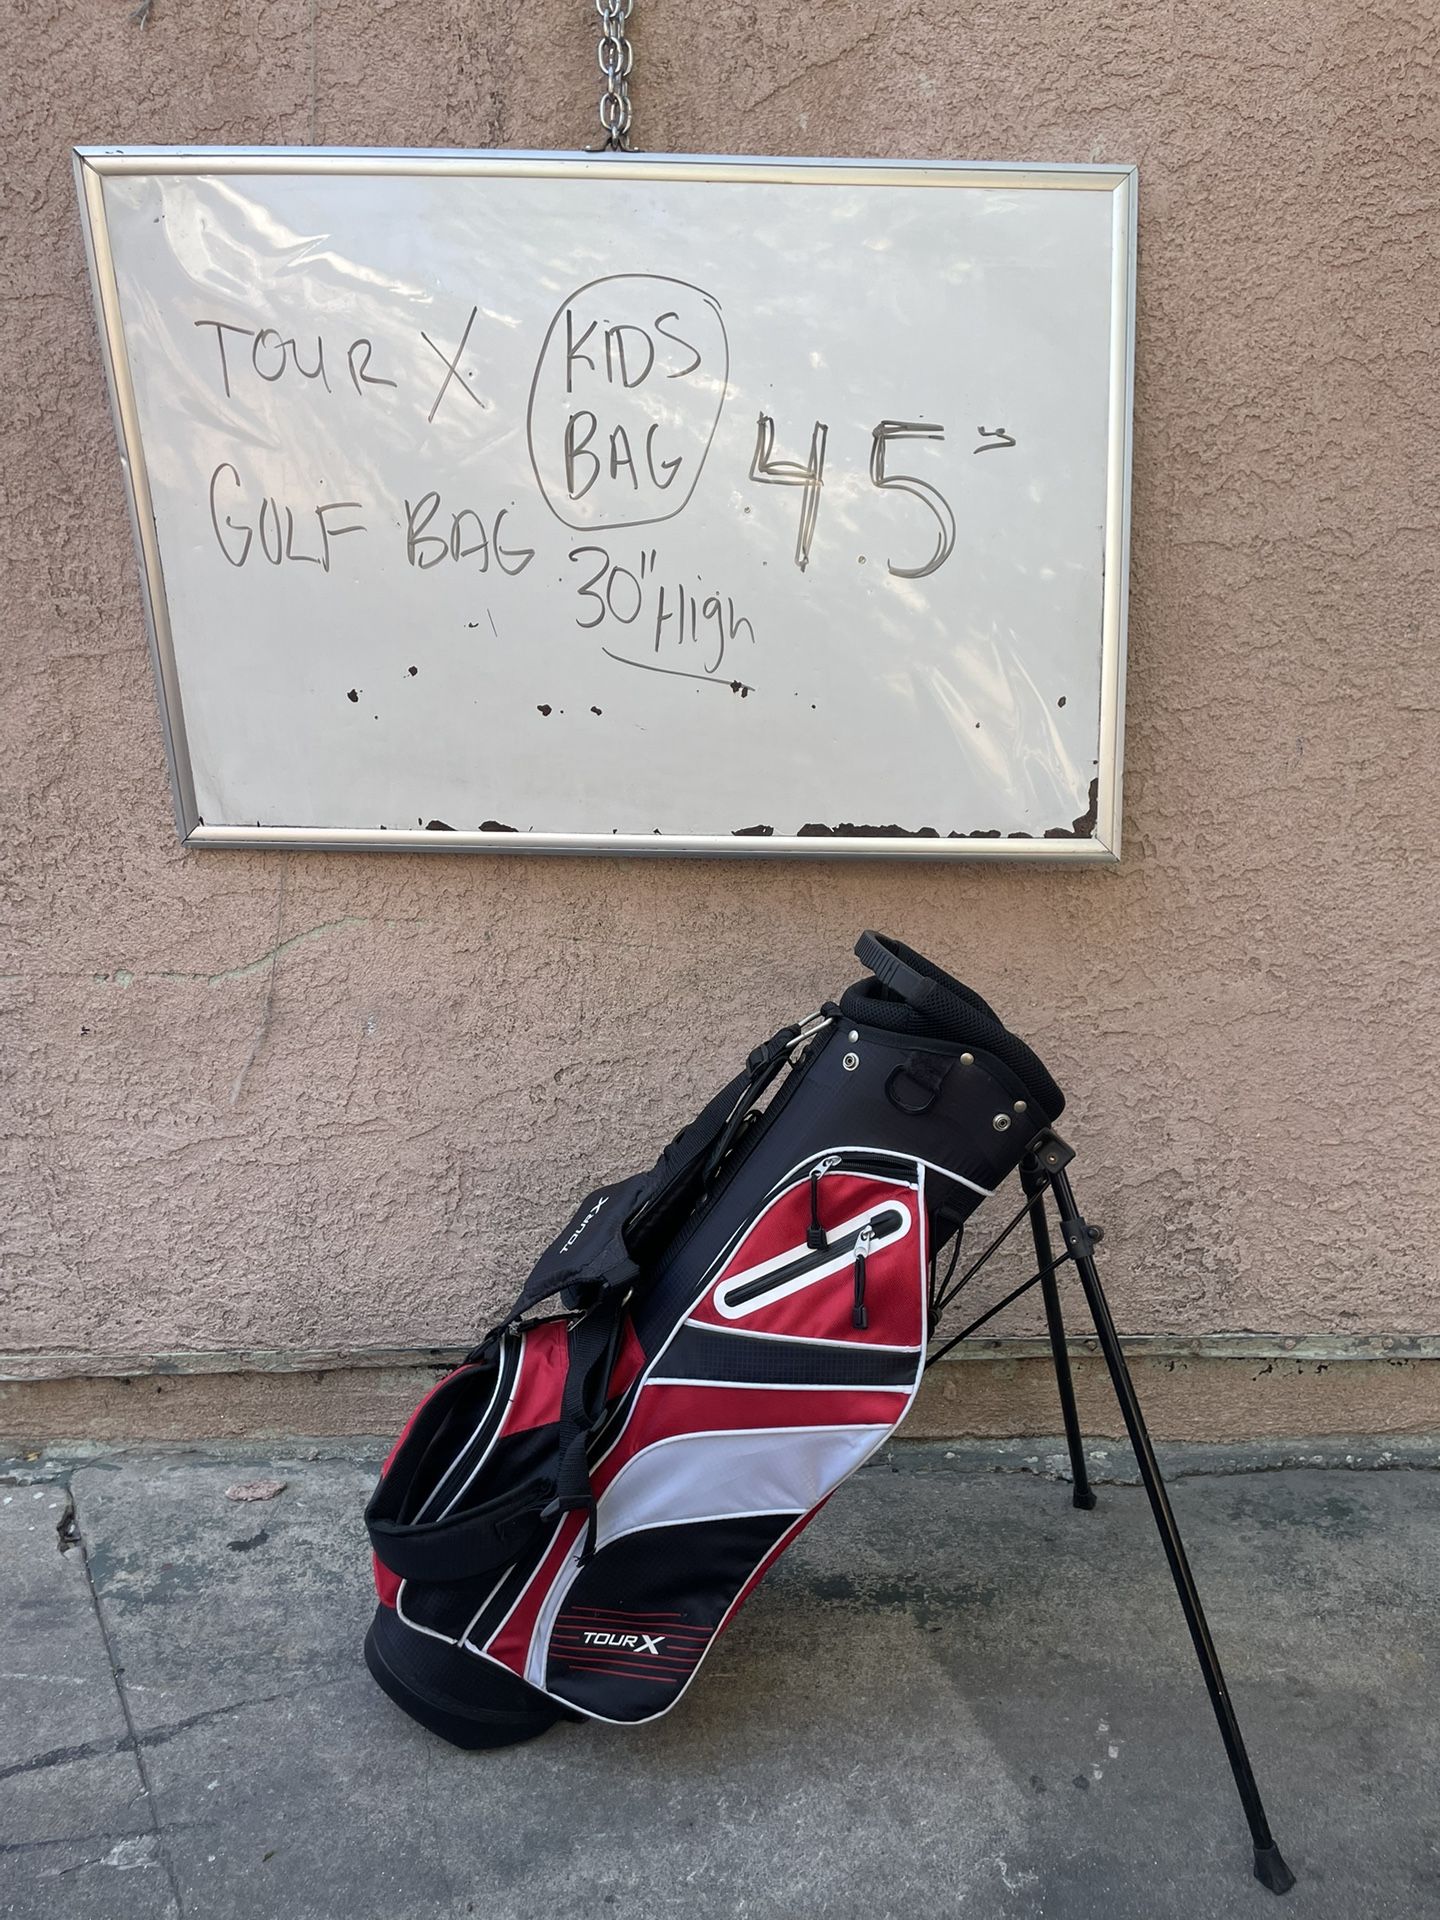 TOUR X
GOLF BAG
KiDS
BAG
30" High
45"
TOUR X
TOUR X